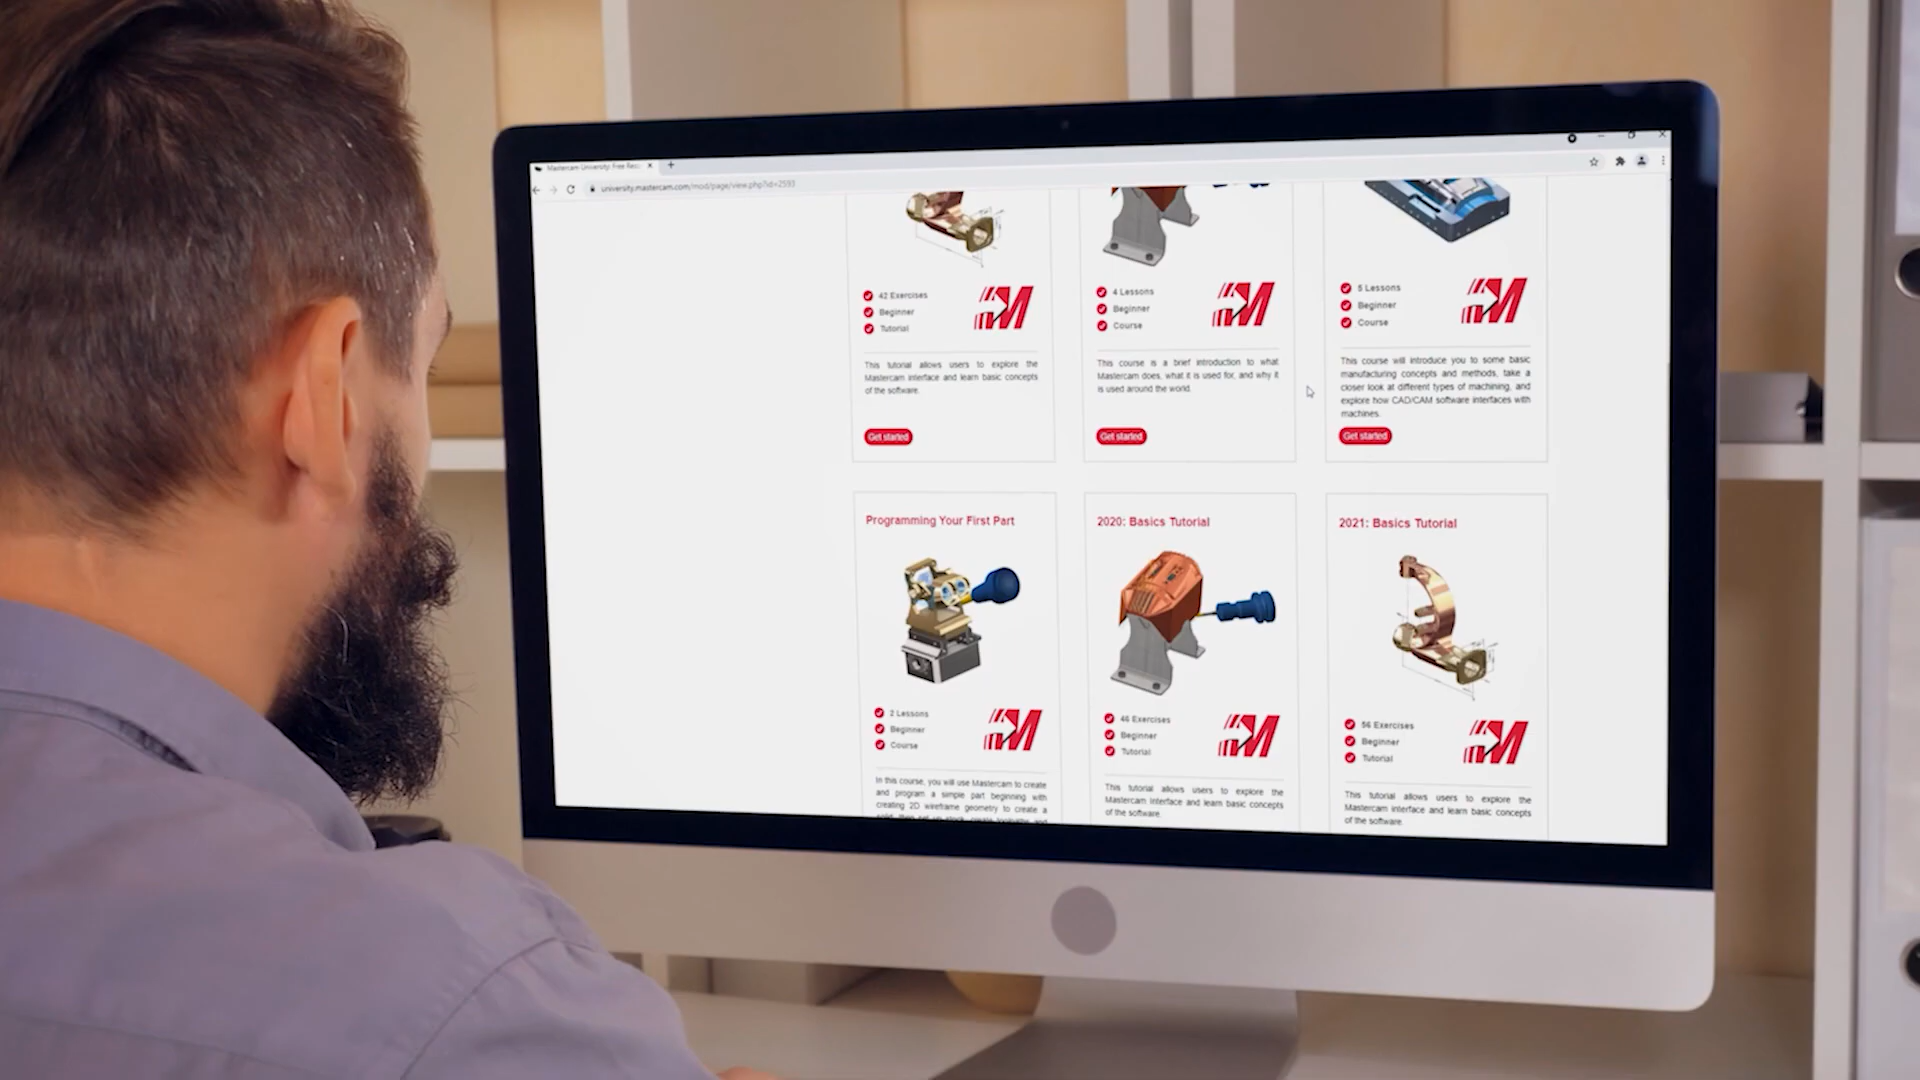 Mastercam University: Free Reso
university.mastercam.com/mod/page/view.php?id=2593
42 Exercises
Beginner
Tutorial
This tutorial allows users to explore the
Mastercam interface and learn basic concepts
of the software.
Get started
4 Lessons
Beginner
Course
This course is a brief introduction to what
Mastercam does, what it is used for, and why it
is used around the world.
Get started
5 Lessons
Beginner
Course
This course will introduce you to some basic
manufacturing concepts and methods, take a
closer look at different types of machining, and
explore how CAD/CAM software interfaces with
machines.
Get started
Programming Your First Part
2 Lessons
Beginner
Course
In this course, you will use Mastercam to create
and program a simple part beginning with
creating 2D wireframe geometry to create a
2020: Basics Tutorial
46 Exercises
Beginner
Tutorial
This tutorial allows users to explore the
Mastercam interface and learn basic concepts
of the software.
2021: Basics Tutorial
56 Exercises
Beginner
Tutorial
This tutorial allows users to explore the
Mastercam interface and learn basic concepts
of the software.